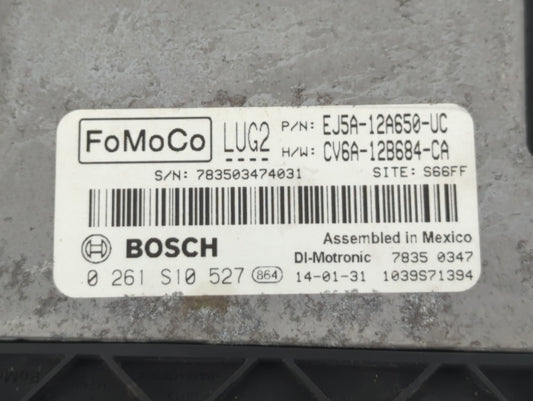 FoMoCo LUG2 P/N: EJ5A-12A650-UC
H/W: CV6A-12B684-CA
S/N: 783503474031 SITE: S66FF
BOSCH Assembled in Mexico
DI-Motronic 7835 0347
0 261 S10 527 864 14-01-31 1039S71394